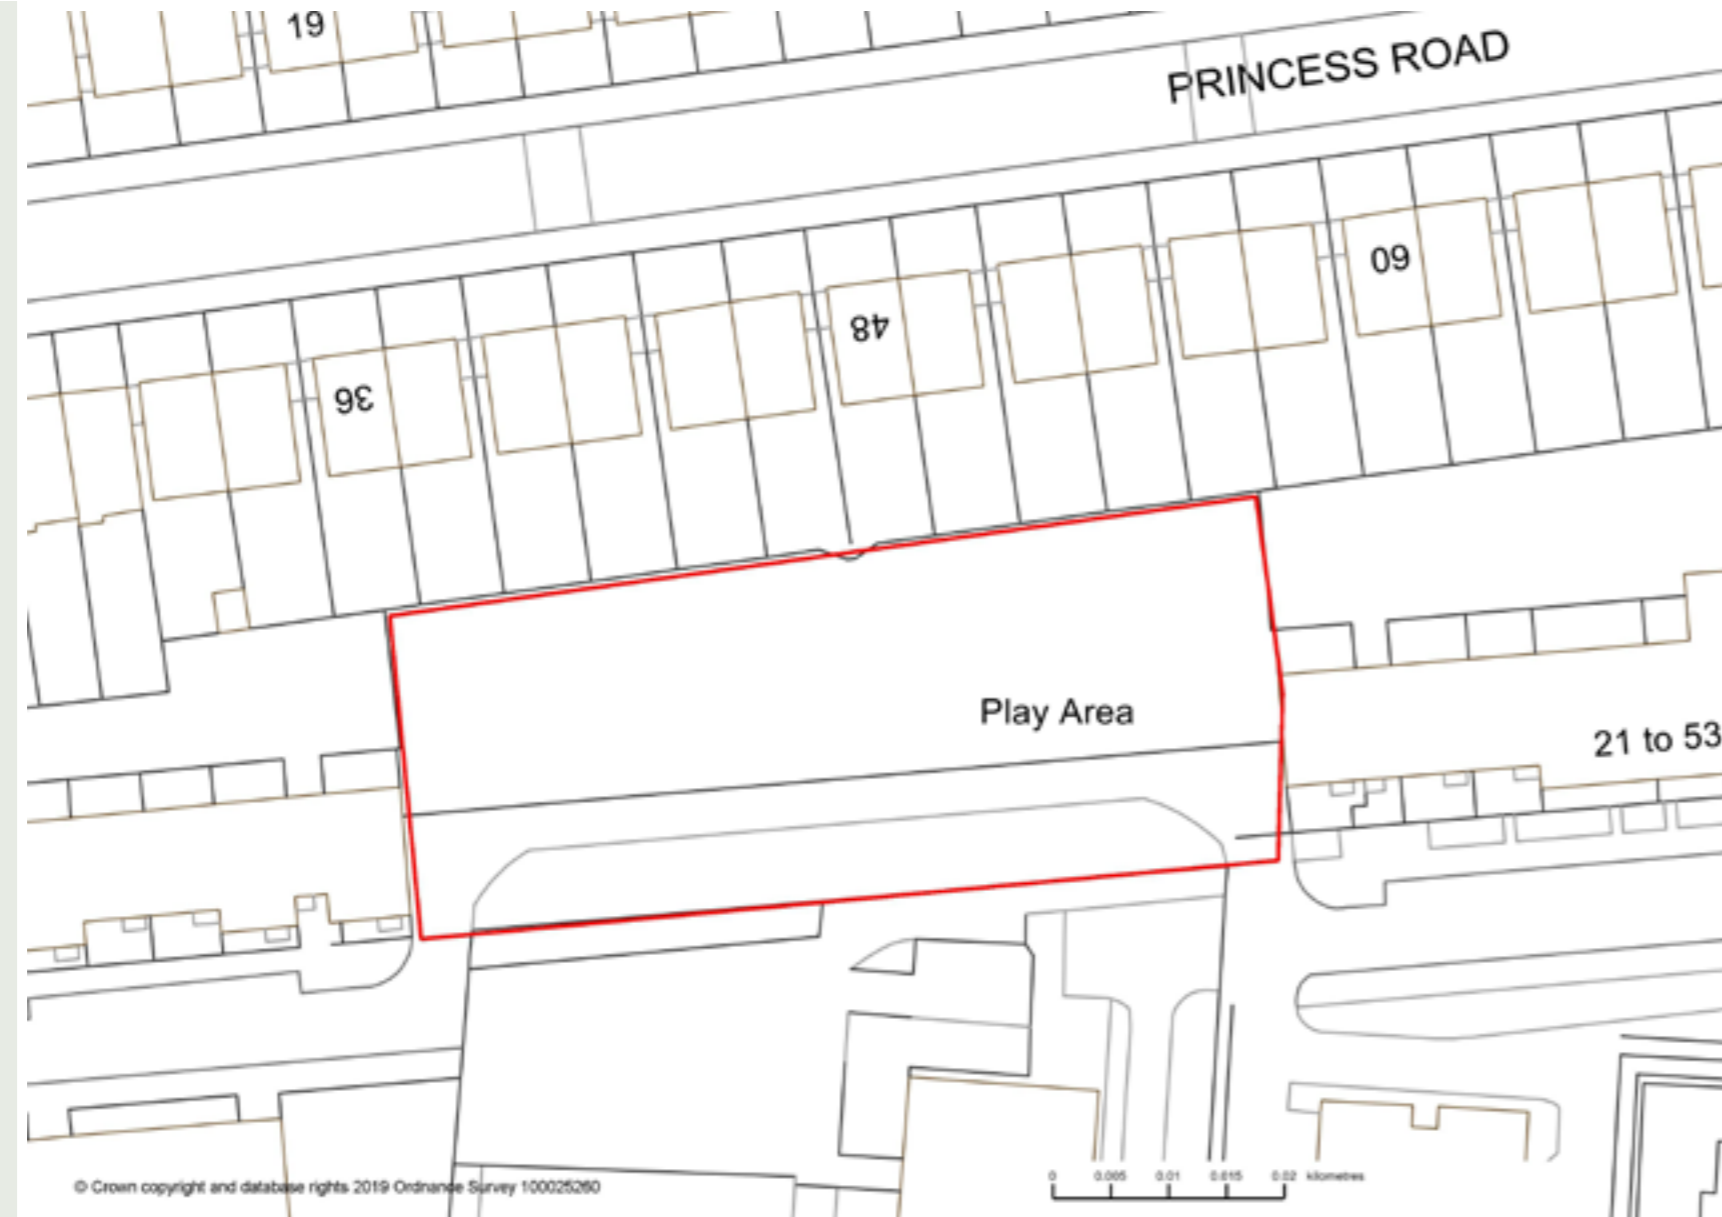 19
PRINCESS ROAD
60
48
36
Play Area
21 to 53
0 0.005 0.01 0.015 0.02 kilometres
© Crown copyright and database rights 2019 Ordnance Survey 100025260